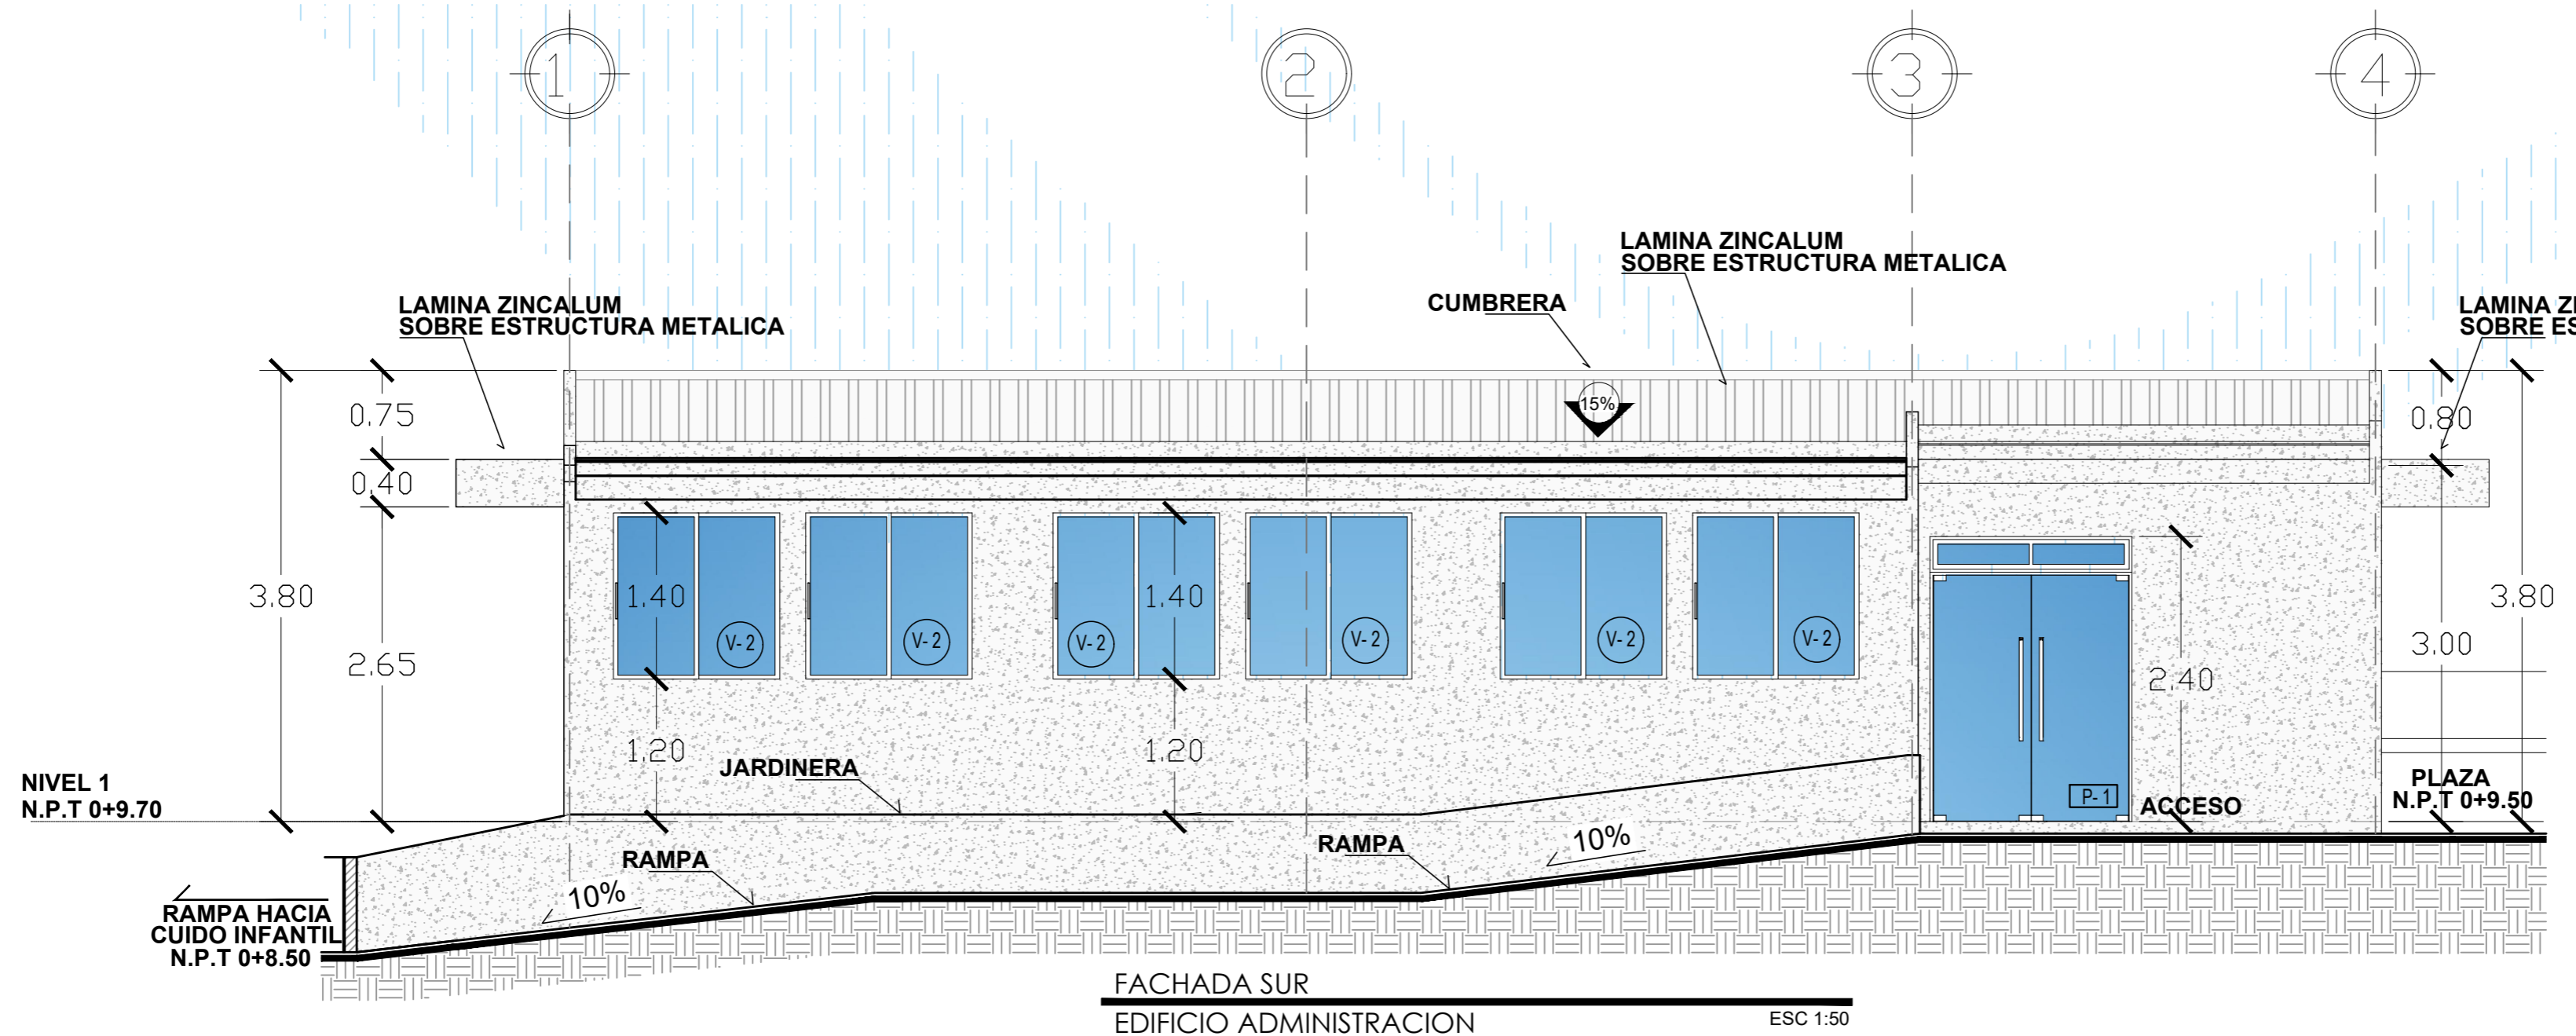 1
2
3
4
LAMINA ZINCALUM
SOBRE ESTRUCTURA METALICA
LAMINA ZINCALUM
SOBRE ESTRUCTURA METALICA
CUMBRERA
LAMINA ZI
SOBRE ES
15%
0.75
0.40
3.80
2.65
0.80
3.80
3.00
1.40
1.40
V-2
V-2
V-2
V-2
V-2
V-2
2.40
1.20
1.20
JARDINERA
NIVEL 1
N.P.T 0+9.70
P-1
ACCESO
PLAZA
N.P.T 0+9.50
RAMPA
10%
RAMPA
10%
RAMPA HACIA
CUIDO INFANTIL
N.P.T 0+8.50
FACHADA SUR
EDIFICIO ADMINISTRACION
ESC 1:50